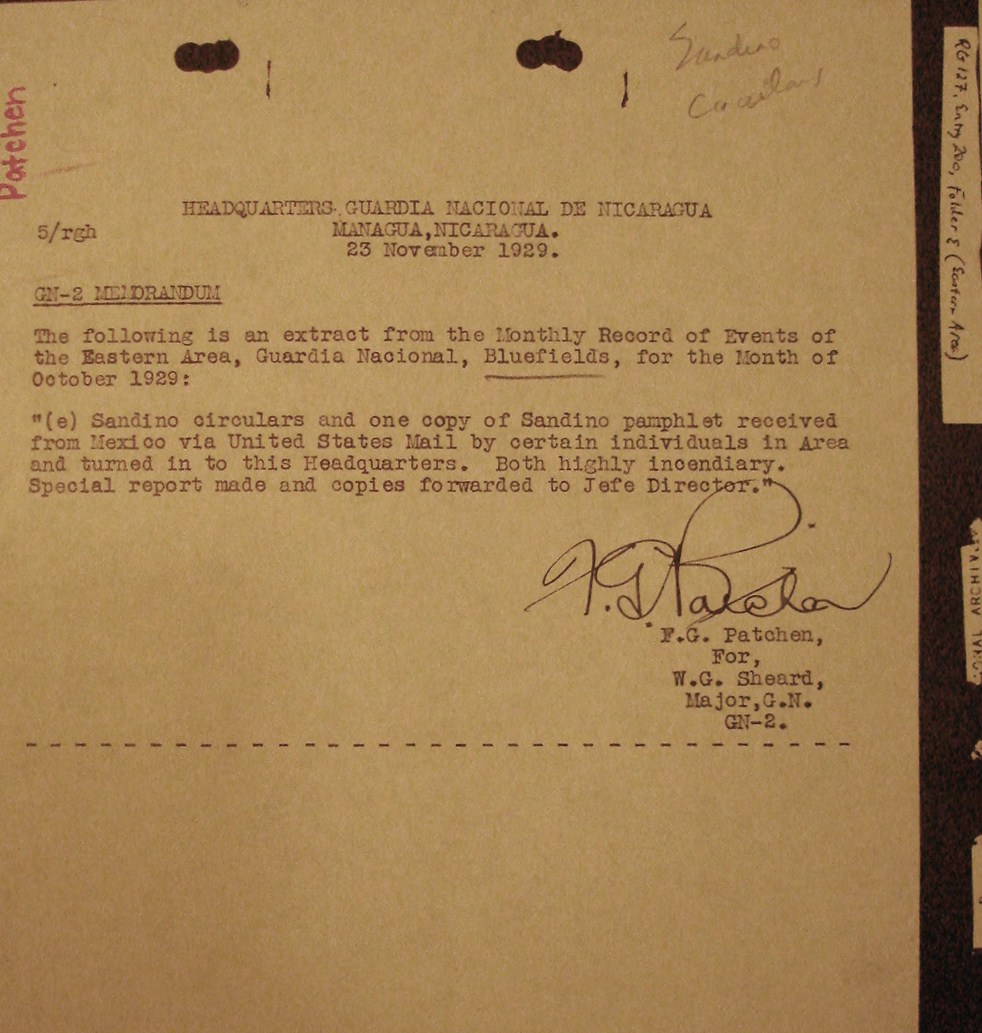 Sandino
Circulars
Patchen
HEADQUARTERS. GUARDIA NACIONAL DE NICARAGUA
5/rgh
MANAGUA,NICARAGUA.
23 November 1929.
GN-2 MEMORANDUM
The following is an extract from the Monthly Record of Events of
the Eastern Area, Guardia Nacional, Bluefields, for the Month of
October 1929:
"(e) Sandino circulars and one copy of Sandino pamphlet received
from Mexico via United States Mail by certain individuals in Area
and turned in to this Headquarters. Both highly incendiary.
Special report made and copies forwarded to Jefe Director."
F.G. Patchen
F.G. Patchen,
For,
W.G. Sheard,
Major,G.N.
GN-2.
RG 127, Entry 200, Folder 8 (Eastern Area)
ONAL ARCHIV